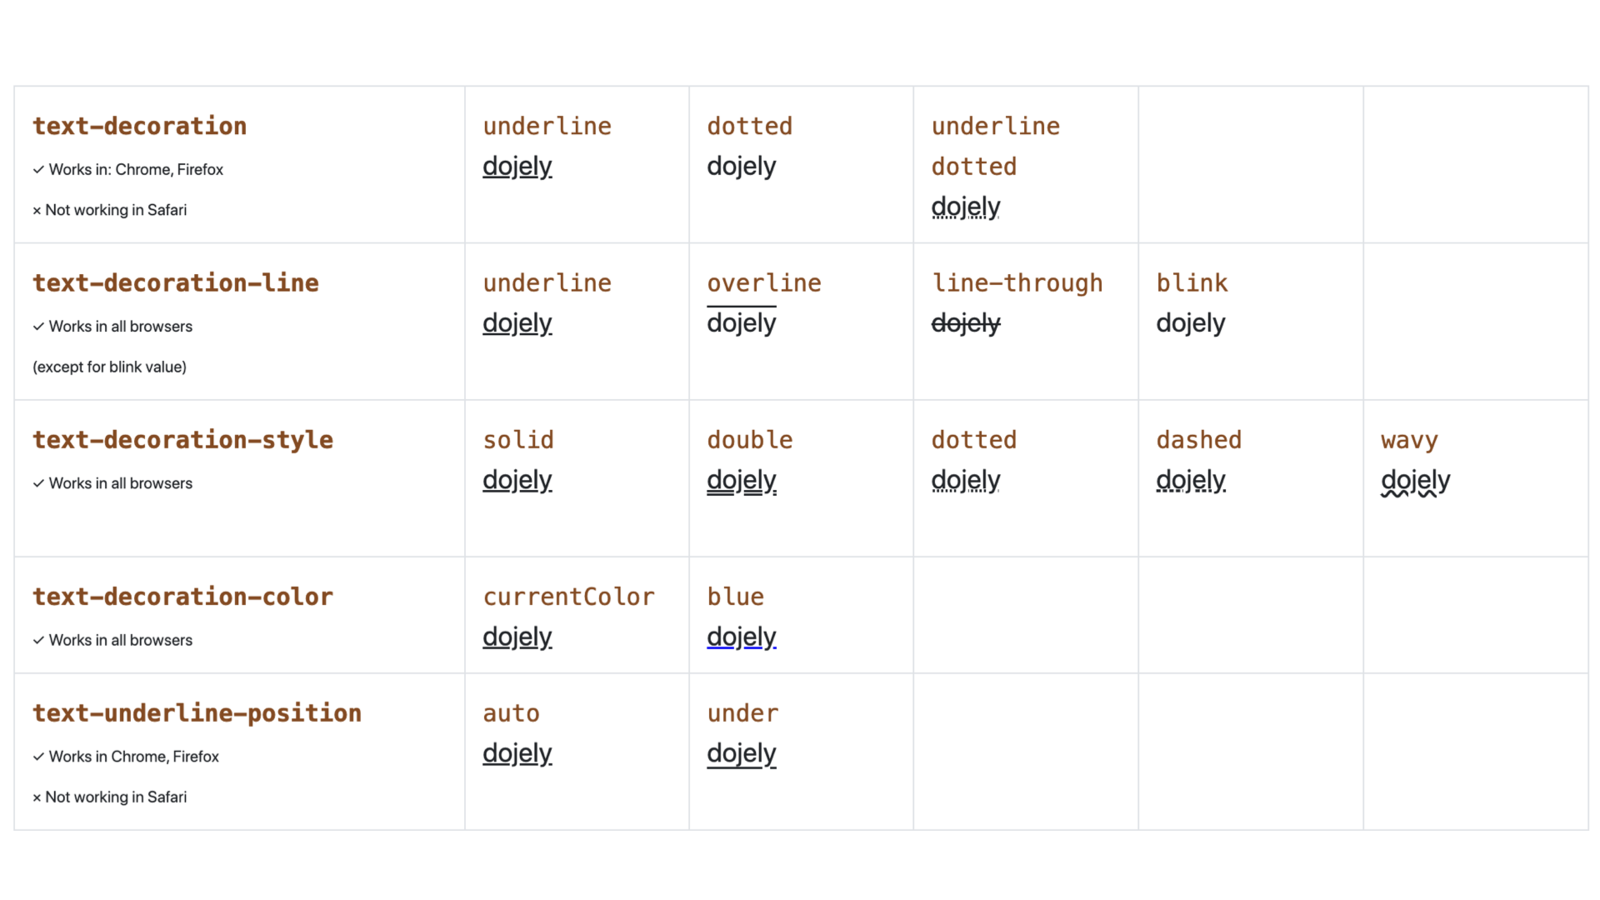 text-decoration
✓ Works in: Chrome, Firefox
× Not working in Safari
underline
dojely
dotted
dojely
underline
dotted
dojely
text-decoration-line
✓ Works in all browsers
(except for blink value)
underline
dojely
overline
dojely
line-through
dojely
blink
dojely
text-decoration-style
✓ Works in all browsers
solid
dojely
double
dojely
dotted
dojely
dashed
dojely
wavy
dojely
text-decoration-color
✓ Works in all browsers
currentColor
dojely
blue
dojely
text-underline-position
✓ Works in Chrome, Firefox
× Not working in Safari
auto
dojely
under
dojely